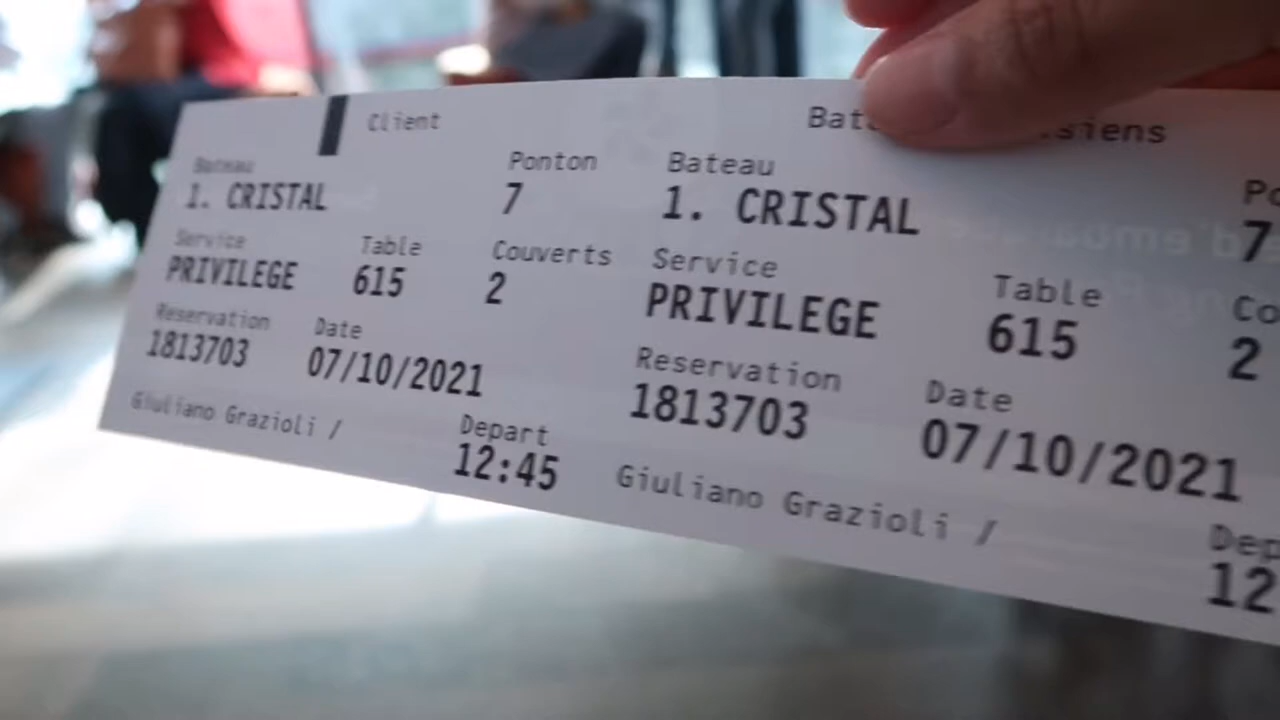 Client
Bateau Ponton
1. CRISTAL 7
Service Table Couverts
PRIVILEGE 615 2
Reservation Date
1813703 07/10/2021
Giuliano Grazioli / Depart
12:45
Bateau
1. CRISTAL 7
Service Table
PRIVILEGE 615 2
Reservation Date
1813703 07/10/2021
Giuliano Grazioli /
12